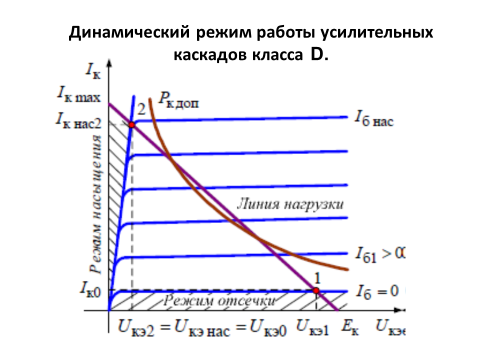 Динамический режим работы усилительных
каскадов класса D.
Iк
Iк max
Iк нас2
2
Pк доп
Iб нас
Режим насыщения
Линия нагрузки
Iб1 > 0
Iк0
1
Iб = 0
Режим отсечки
Uкэ2 = Uкэ нас = Uкэ0 Uкэ1 Eк Uкэ